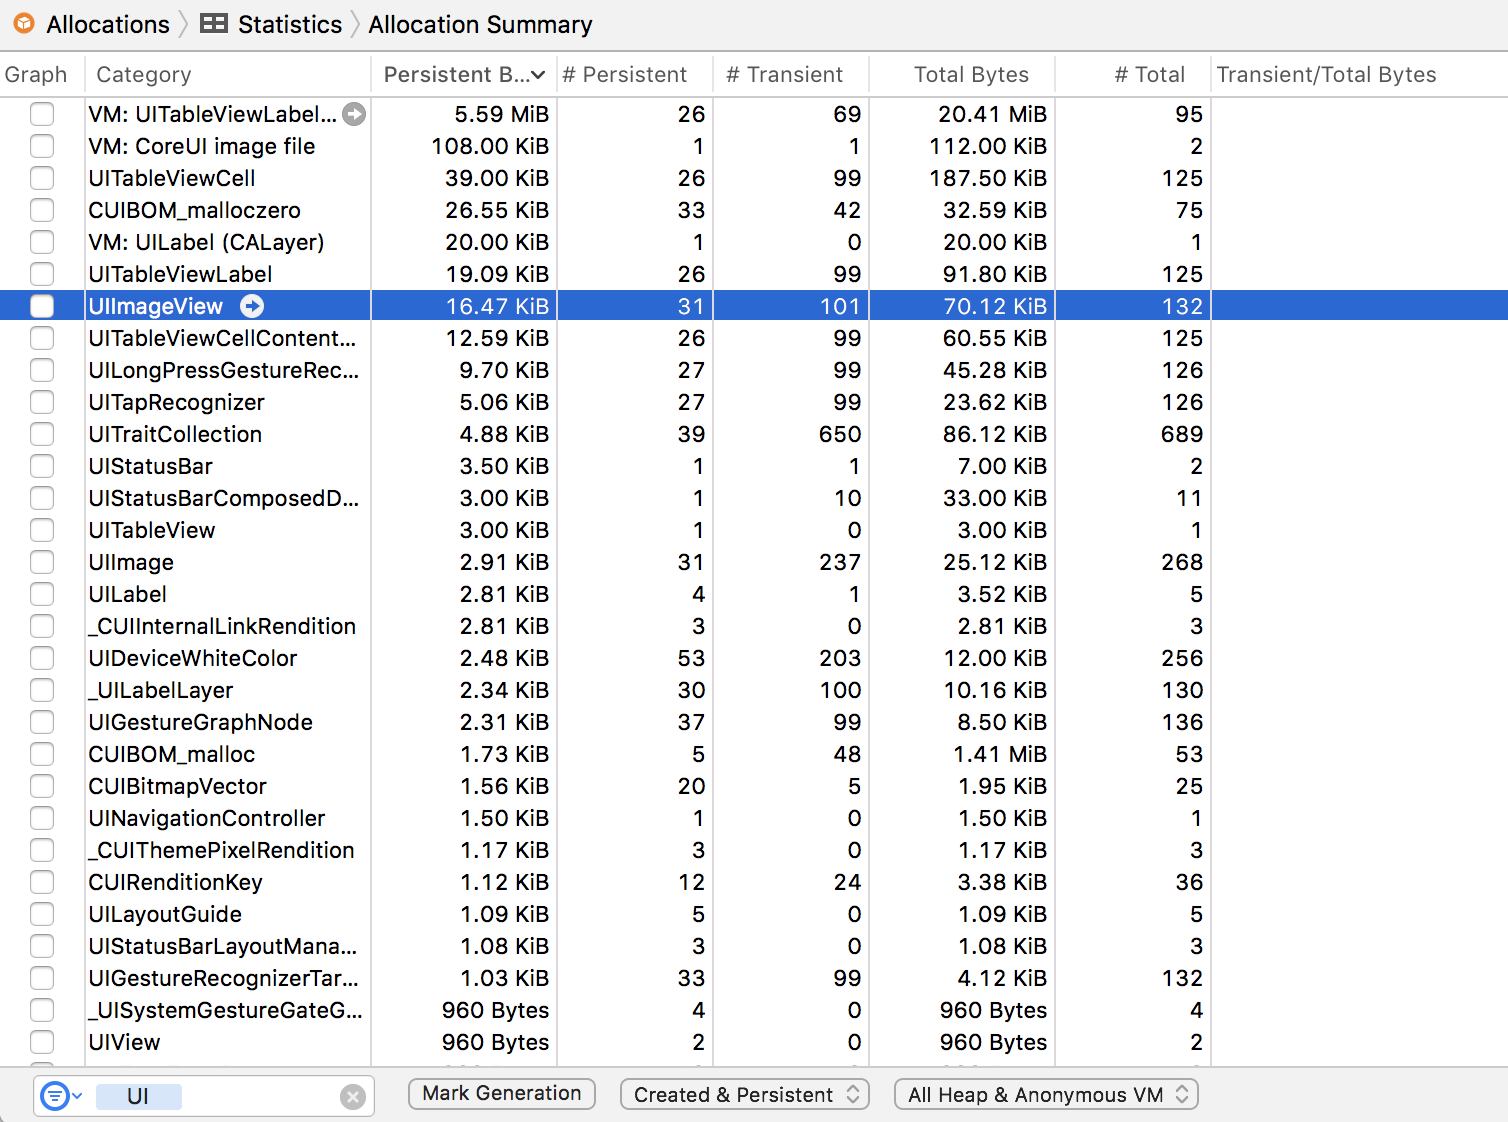 Allocations Statistics Allocation Summary
Graph Category Persistent B... # Persistent # Transient Total Bytes # Total Transient/Total Bytes
VM: UITableViewLabel... 5.59 MiB 26 69 20.41 MiB 95
VM: CoreUI image file 108.00 KiB 1 1 112.00 KiB 2
UITableViewCell 39.00 KiB 26 99 187.50 KiB 125
CUIBOM_malloczero 26.55 KiB 33 42 32.59 KiB 75
VM: UILabel (CALayer) 20.00 KiB 1 0 20.00 KiB 1
UITableViewLabel 19.09 KiB 26 99 91.80 KiB 125
UIImageView 16.47 KiB 31 101 70.12 KiB 132
UITableViewCellContent... 12.59 KiB 26 99 60.55 KiB 125
UILongPressGestureRec... 9.70 KiB 27 99 45.28 KiB 126
UITapRecognizer 5.06 KiB 27 99 23.62 KiB 126
UITraitCollection 4.88 KiB 39 650 86.12 KiB 689
UIStatusBar 3.50 KiB 1 1 7.00 KiB 2
UIStatusBarComposedD... 3.00 KiB 1 10 33.00 KiB 11
UITableView 3.00 KiB 1 0 3.00 KiB 1
UIImage 2.91 KiB 31 237 25.12 KiB 268
UILabel 2.81 KiB 4 1 3.52 KiB 5
_CUIInternalLinkRendition 2.81 KiB 3 0 2.81 KiB 3
UIDeviceWhiteColor 2.48 KiB 53 203 12.00 KiB 256
_UILabelLayer 2.34 KiB 30 100 10.16 KiB 130
UIGestureGraphNode 2.31 KiB 37 99 8.50 KiB 136
CUIBOM_malloc 1.73 KiB 5 48 1.41 MiB 53
CUIBitmapVector 1.56 KiB 20 5 1.95 KiB 25
UINavigationController 1.50 KiB 1 0 1.50 KiB 1
_CUIThemePixelRendition 1.17 KiB 3 0 1.17 KiB 3
CUIRenditionKey 1.12 KiB 12 24 3.38 KiB 36
UILayoutGuide 1.09 KiB 5 0 1.09 KiB 5
UIStatusBarLayoutMana... 1.08 KiB 3 0 1.08 KiB 3
UIGestureRecognizerTar... 1.03 KiB 33 99 4.12 KiB 132
_UISystemGestureGateG... 960 Bytes 4 0 960 Bytes 4
UIView 960 Bytes 2 0 960 Bytes 2
UI Mark Generation Created & Persistent All Heap & Anonymous VM